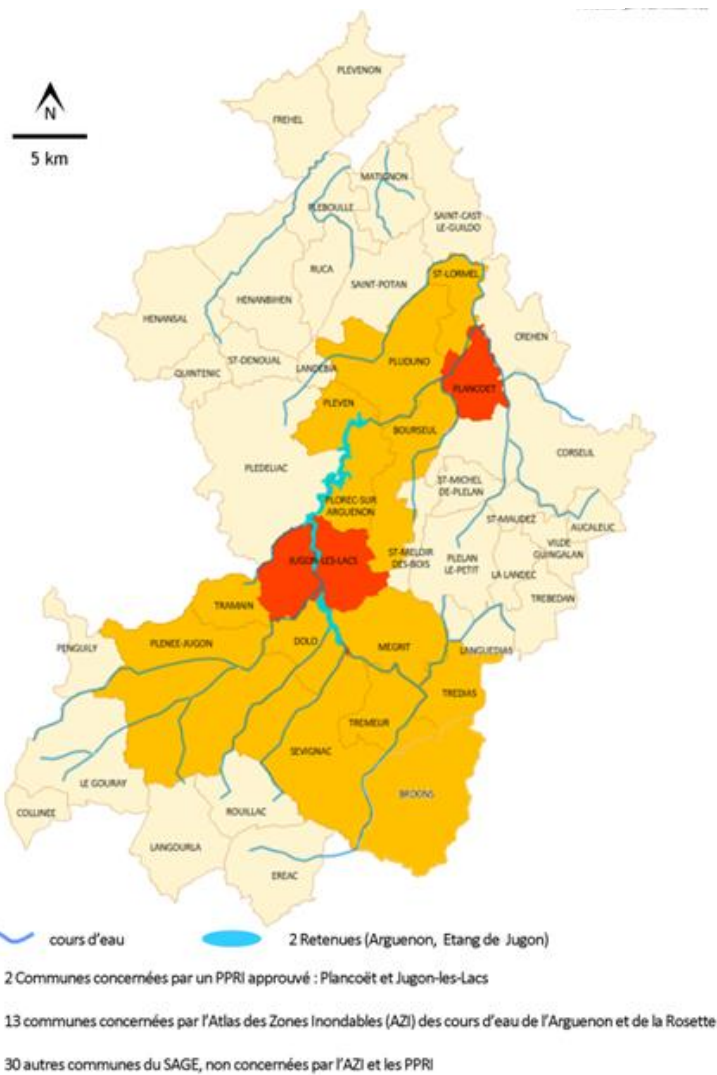 PLEVENON
N
FREHEL
5 km
MATIGNON
PLEBOULLE
SAINT-CAST
LE-GUILDO
RUCA
SAINT-POTAN
ST-LORMEL
HENANBIHEN
HENANSAL
CREHEN
ST-DENOUAL
LANDEBIA
PLUDUNO
QUINTENIC
PLANCOET
PLEVEN
BOURSEUL
PLEDELIAC
CORSEUL
ST-MICHEL
DE-PLELAN
PLOREC-SUR
ARGUENON
ST-MAUDEZ
AUCALEUC
JUGON-LES-LACS
ST-MELOIR
DES-BOIS
PLELAN
LE-PETIT
VILDE
GUINGALAN
LA LANDEC
TREBEDAN
TRAMAIN
PLENEE-JUGON
DOLO
MEGRIT
LANGUEDIAS
PENGUILY
TREDIAS
TREMEUR
SEVIGNAC
LE GOURAY
BROONS
COLLINEE
ROUILLAC
LANGOURLA
EREAC
cours d'eau
2 Retenues (Arguenon, Etang de Jugon)
2 Communes concernées par un PPRI approuvé : Plancoët et Jugon-les-Lacs
13 communes concernées par l'Atlas des Zones Inondables (AZI) des cours d'eau de l'Arguenon et de la Rosette
30 autres communes du SAGE, non concernées par l'AZI et les PPRI